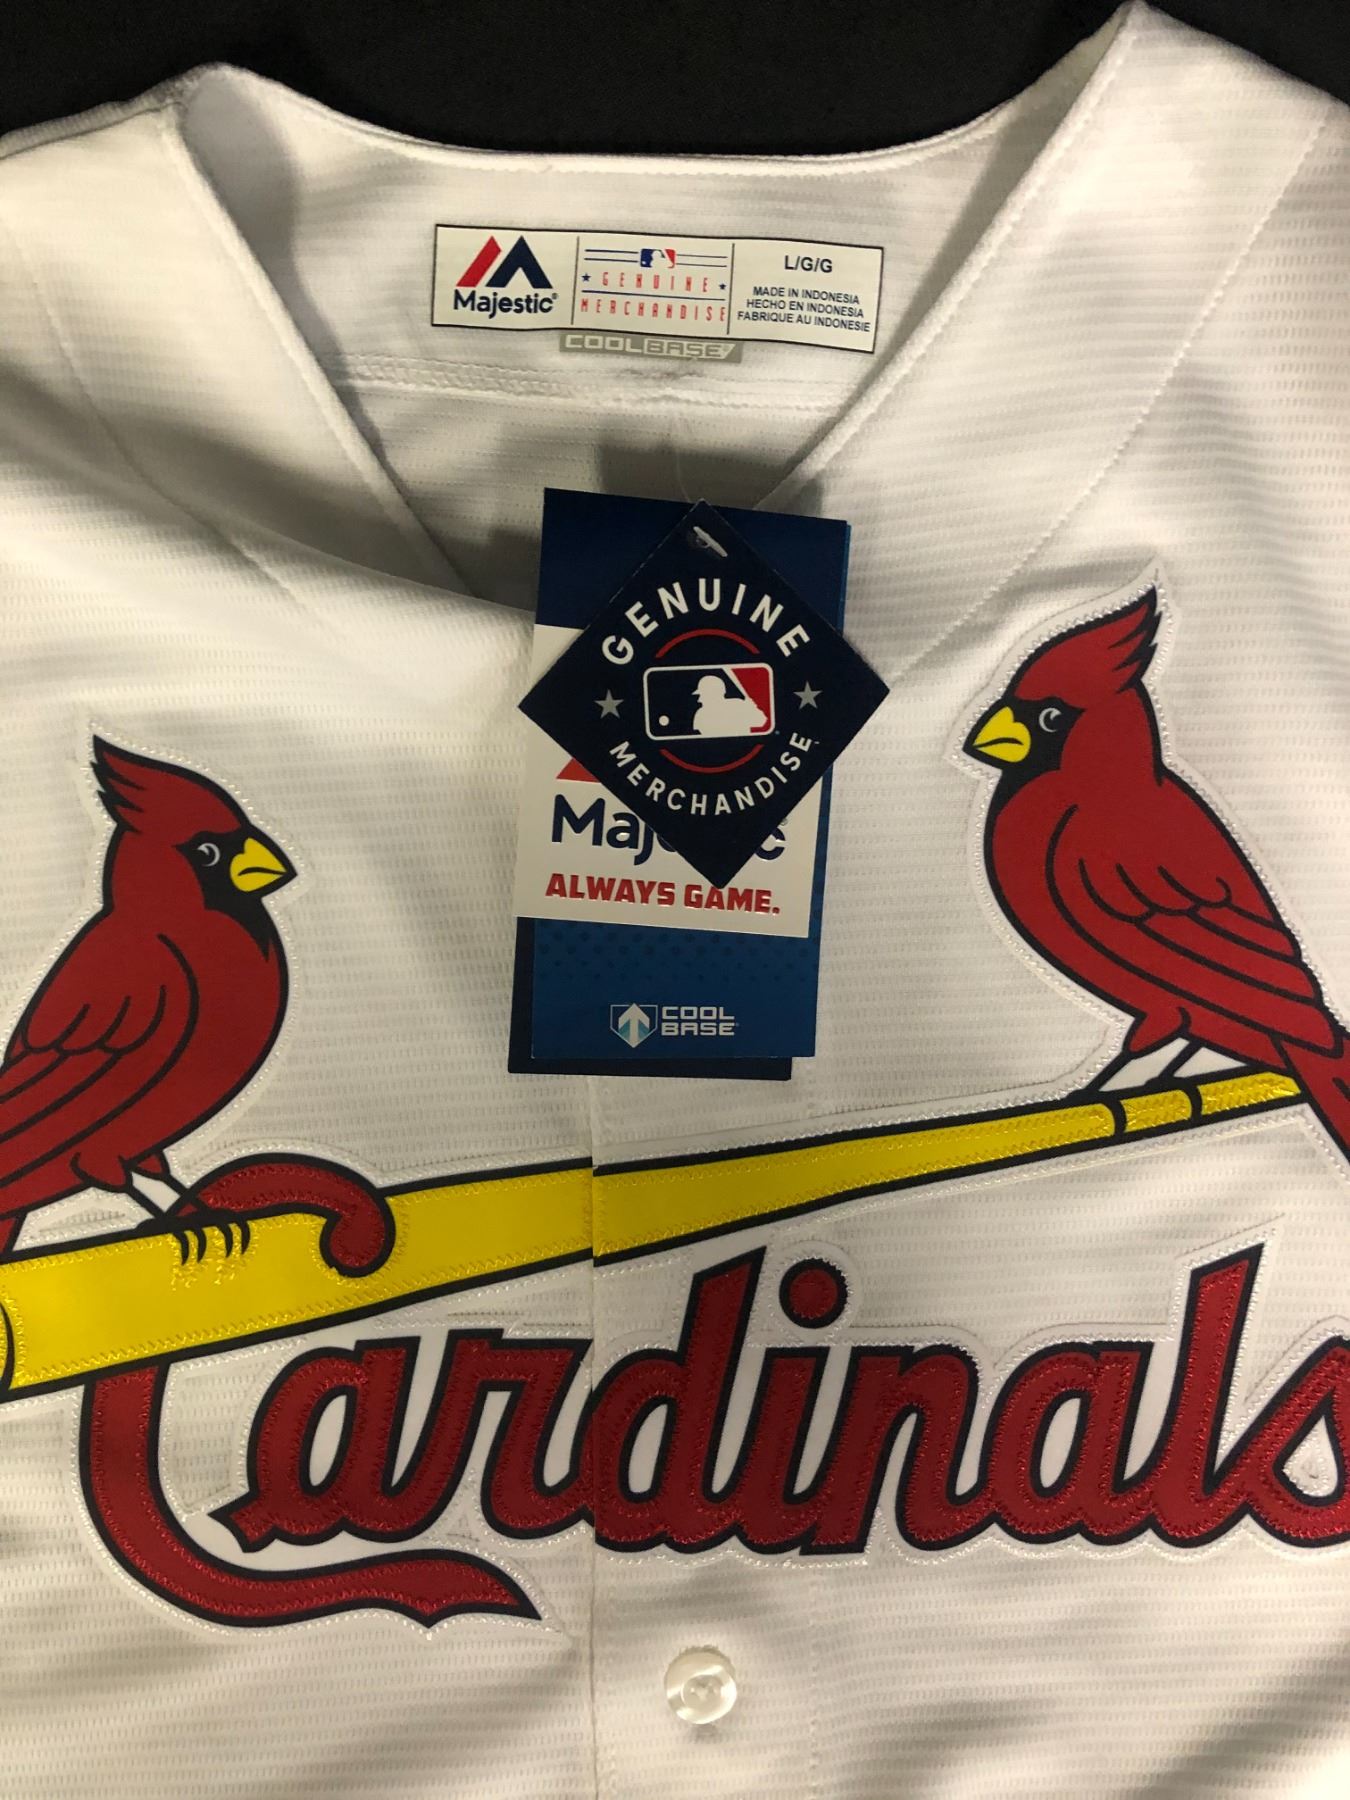 Majestic®
GENUINE
MERCHANDISE
L/G/G
MADE IN INDONESIA
HECHO EN INDONESIA
FABRIQUE AU INDONESIE
COOLBASE
GENUINE
MERCHANDISE
Maj c
ALWAYS GAME.
COOL
BASE
Cardinals